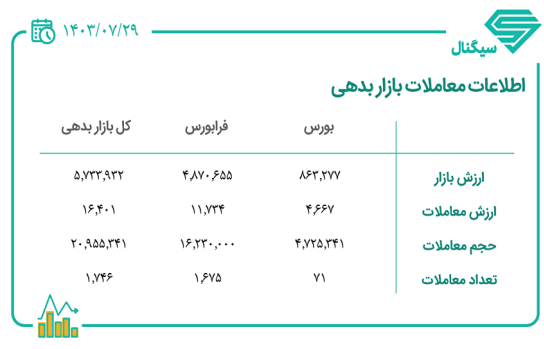 ۱۴۰۳/۰۷/۲۹
سیگنال
اطلاعات معاملات بازار بدهی
بورس فرابورس کل بازار بدهی
ارزش بازار ۸۶۳,۲۷۷ ۴,۸۷۰,۶۵۵ ۵,۷۳۳,۹۳۲
ارزش معاملات ۴,۶۶۷ ۱۱,۷۳۴ ۱۶,۴۰۱
حجم معاملات ۴,۷۲۵,۳۴۱ ۱۶,۲۳۰,۰۰۰ ۲۰,۹۵۵,۳۴۱
تعداد معاملات ۷۱ ۱,۶۷۵ ۱,۷۴۶